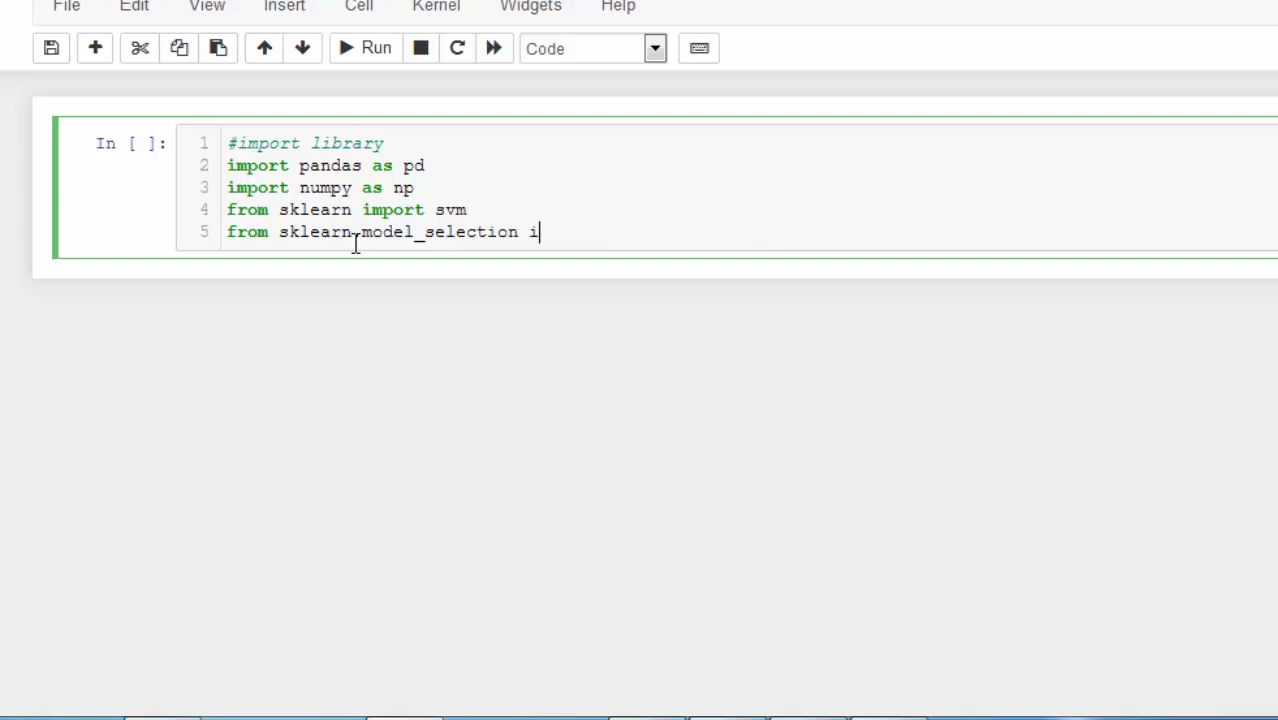 File Edit View Insert Cell Kernel Widgets Help
Run Code
In [ ]:
1 #import library
2 import pandas as pd
3 import numpy as np
4 from sklearn import svm
5 from sklearn.model_selection i